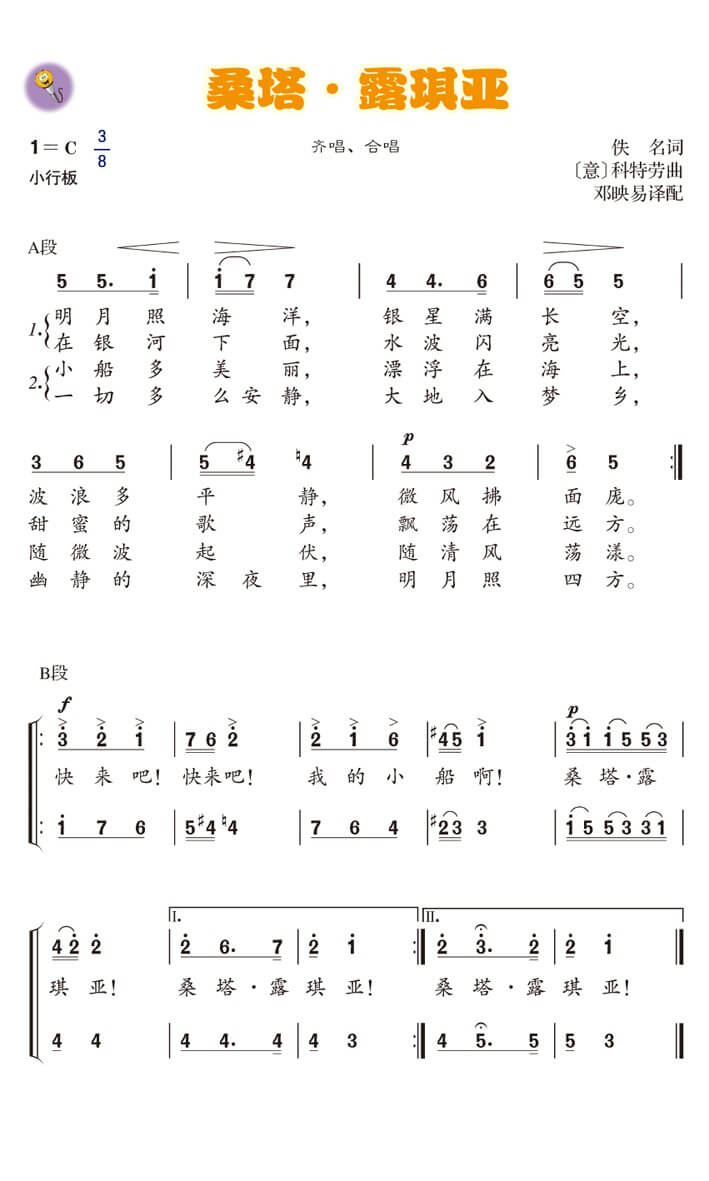 桑塔·露琪亚
1=C 3/8 齐唱、合唱 佚 名词
小行板 〔意〕科特劳曲
邓映易译配
A段
5 5. i | i 7 7 | 4 4. 6 | 6 5 5 |
1. 明 月 照 海 洋, 银 星 满 长 空,
在 银 河 下 面, 水 波 闪 亮 光,
2. 小 船 多 美 丽, 漂 浮 在 海 上,
一 切 多 么 安 静, 大 地 入 梦 乡,
p
3 6 5 | 5 #4 ♮4 | 4 3 2 | 6 5 :|
波 浪 多 平 静, 微 风 拂 面 庞。
甜 蜜 的 歌 声, 飘 荡 在 远 方。
随 微 波 起 伏, 随 清 风 荡 漾。
幽 静 的 深 夜 里, 明 月 照 四 方。
B段
f p
3̇ 2̇ i | 7 6 2̇ | 2̇ i 6 | #4 5 i | 3̇ i i 5 5 3 |
快 来 吧! 快 来 吧! 我 的 小 船 啊! 桑 塔·露
i 7 6 | 5 #4 ♮4 | 7 6 4 | #2 3 3 | i 5 5 3 3 1 |
I. II.
4̇ 2̇ 2̇ | 2̇ 6. 7 | 2̇ i :| 2̇ 3̇. 2̇ | 2̇ i ‖
琪 亚! 桑 塔·露 琪 亚! 桑 塔·露 琪 亚!
4 4 | 4 4. 4 | 4 3 :| 4 5. 5 | 5 3 ‖